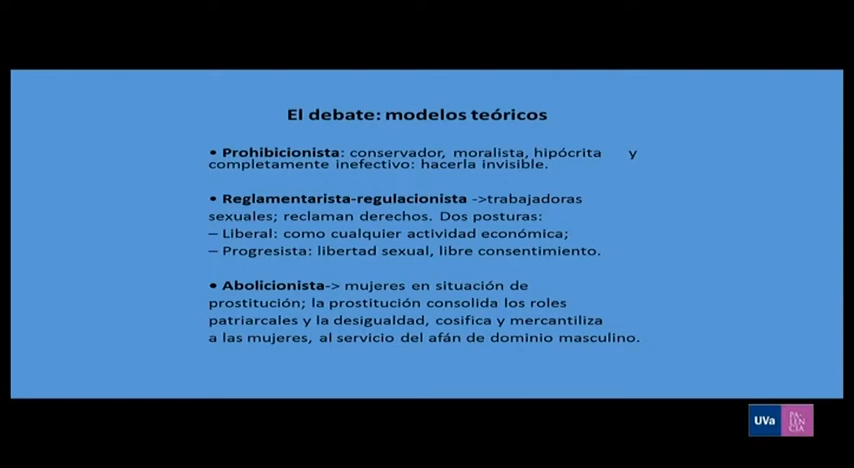 El debate: modelos teóricos
• Prohibicionista: conservador, moralista, hipócrita y
completamente inefectivo: hacerla invisible.
• Reglamentarista-regulacionista ->trabajadoras
sexuales; reclaman derechos. Dos posturas:
– Liberal: como cualquier actividad económica;
– Progresista: libertad sexual, libre consentimiento.
• Abolicionista-> mujeres en situación de
prostitución; la prostitución consolida los roles
patriarcales y la desigualdad, cosifica y mercantiliza
a las mujeres, al servicio del afán de dominio masculino.
UVa
PA-
LEN
CIA